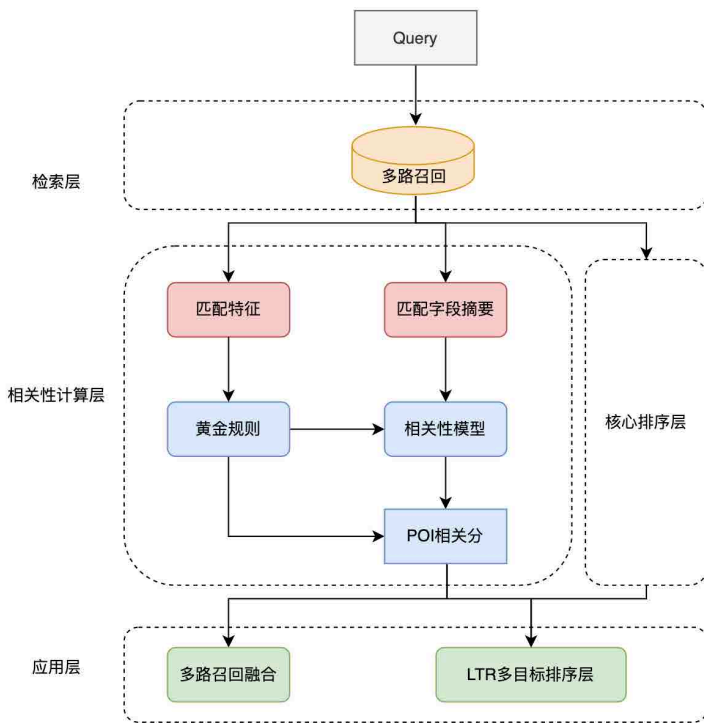 Query
检索层
多路召回
匹配特征
匹配字段摘要
相关性计算层
黄金规则
相关性模型
核心排序层
POI相关分
应用层
多路召回融合
LTR多目标排序层